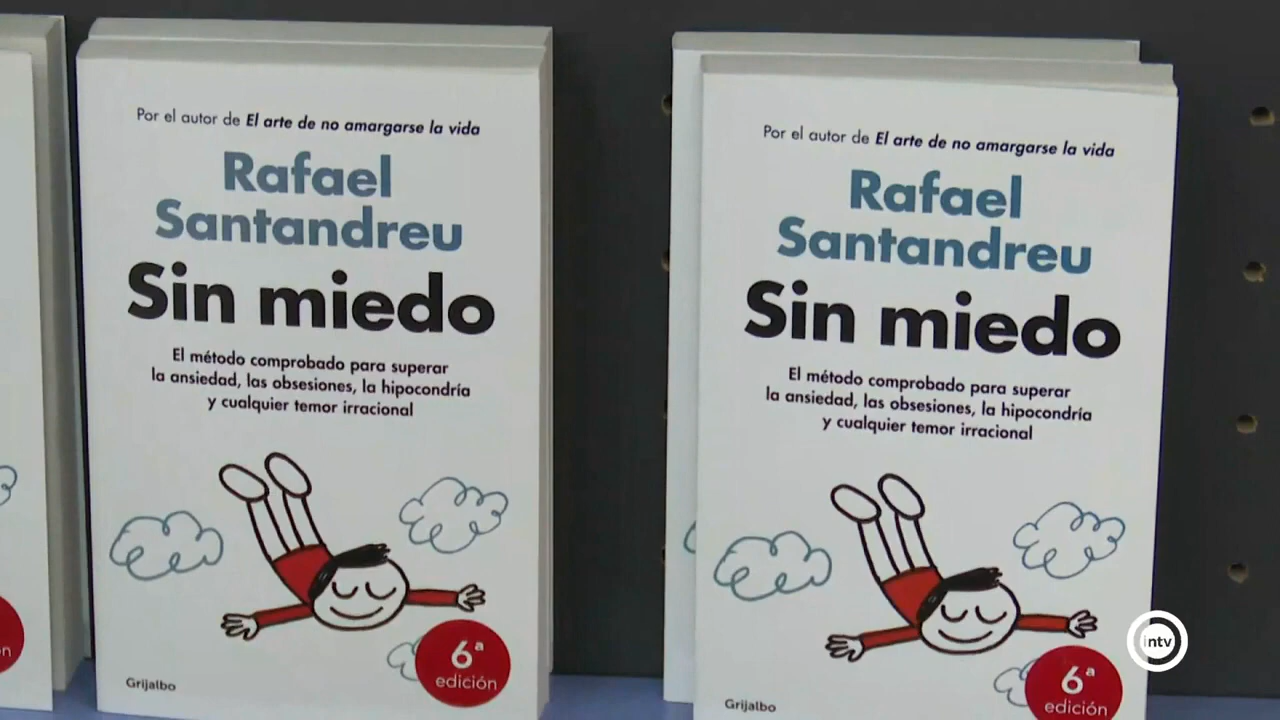 Por el autor de El arte de no amargarse la vida
Rafael
Santandreu
Sin miedo
El método comprobado para superar
la ansiedad, las obsesiones, la hipocondría
y cualquier temor irracional
6ª
edición
Grijalbo
Por el autor de El arte de no amargarse la vida
Rafael
Santandreu
Sin miedo
El método comprobado para superar
la ansiedad, las obsesiones, la hipocondría
y cualquier temor irracional
6ª
edición
Grijalbo
intv